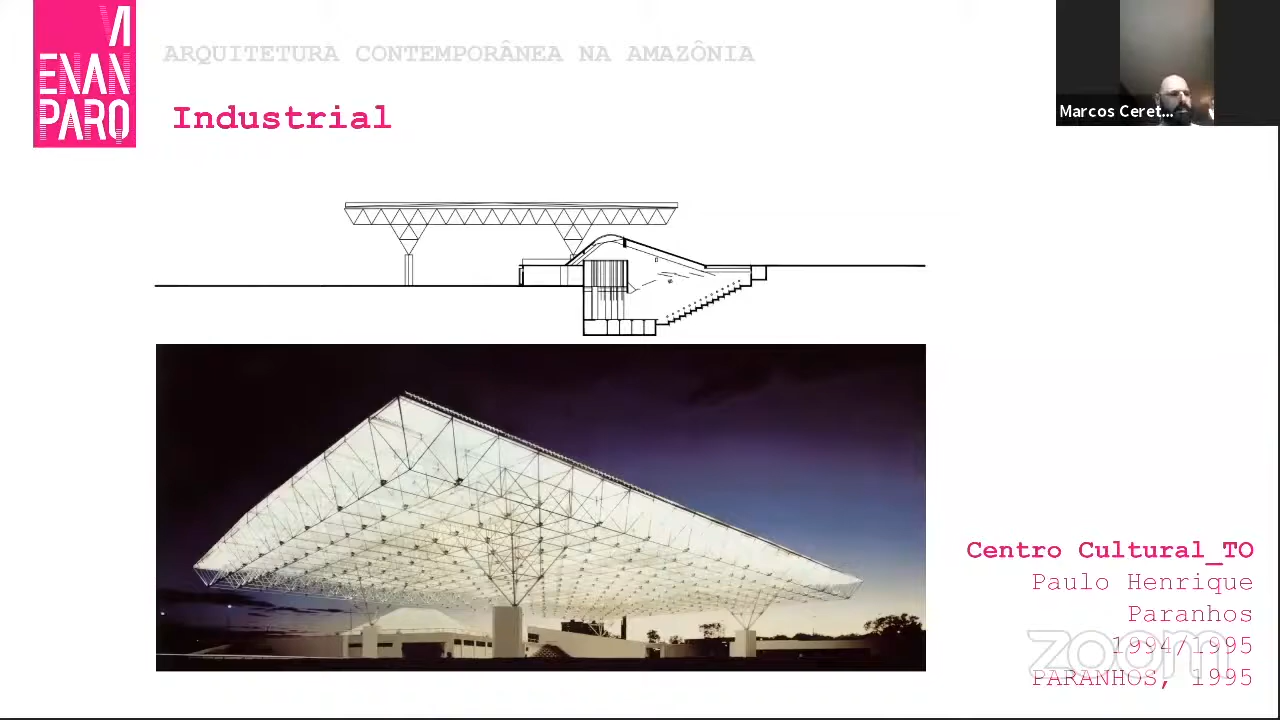 VI
ENAN
PARQ
ARQUITETURA CONTEMPORÂNEA NA AMAZÔNIA
Industrial
Marcos Ceret...
Centro Cultural_TO
Paulo Henrique
Paranhos
1994/1995
PARANHOS, 1995
zoom